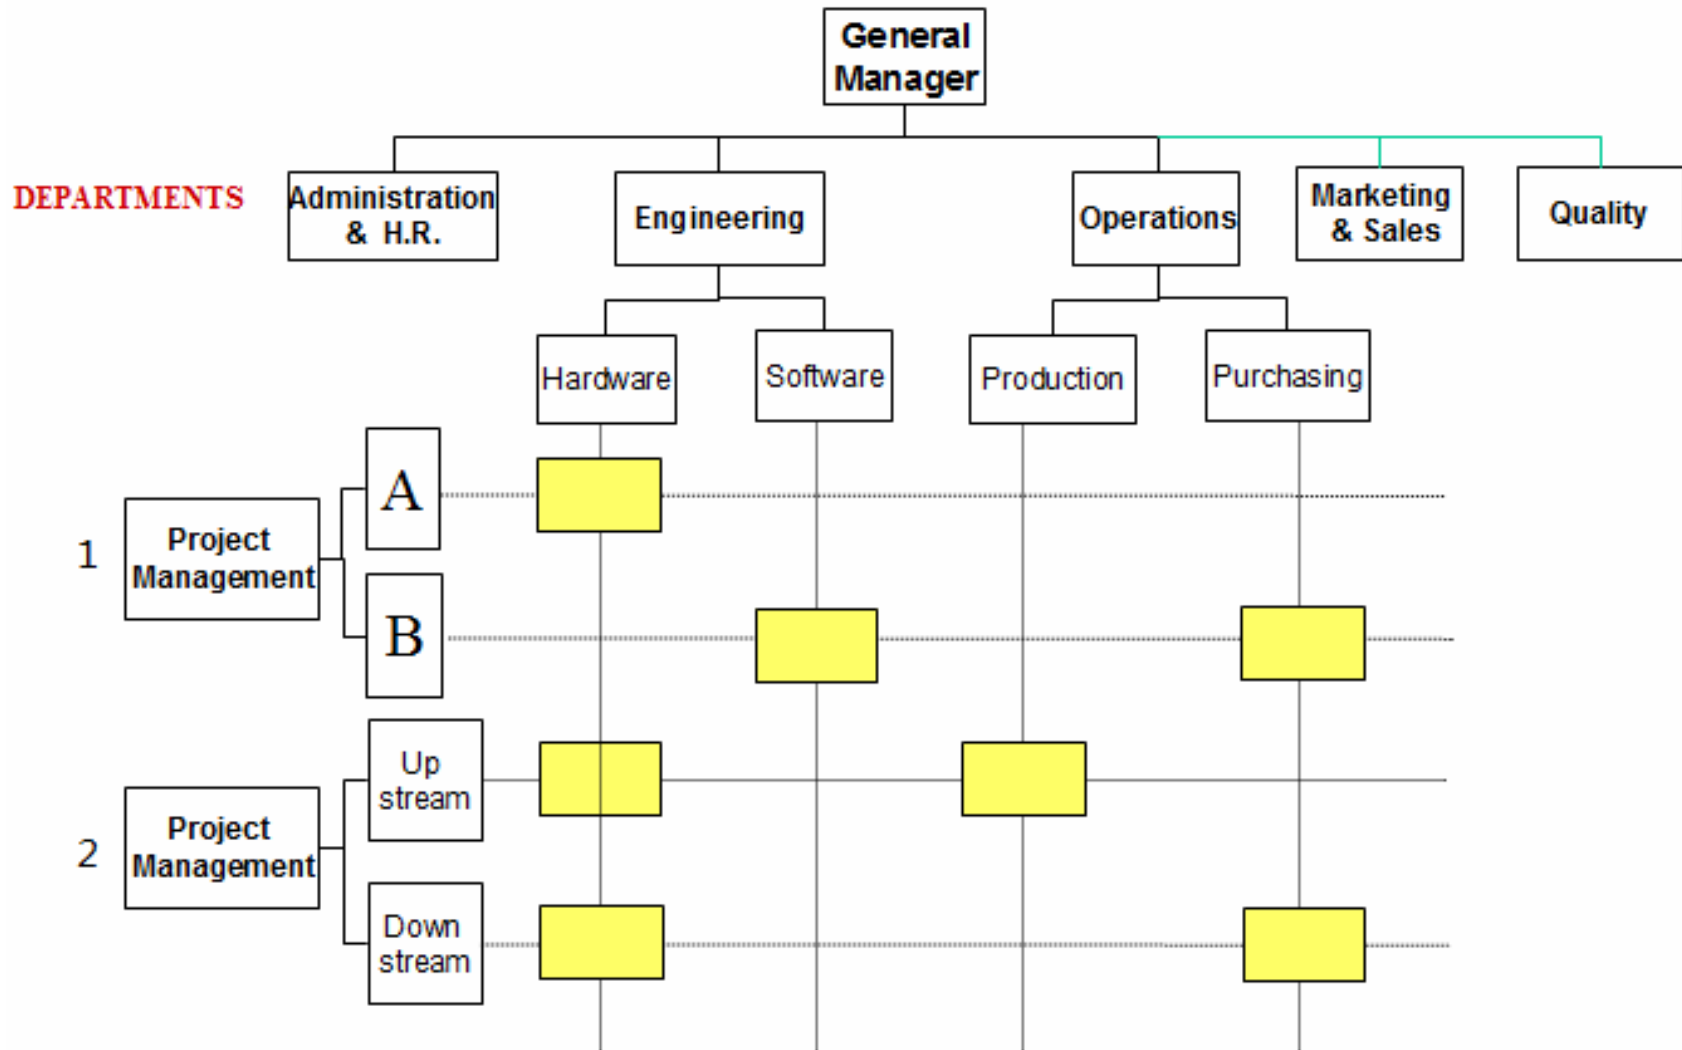 General
Manager
DEPARTMENTS
Administration
& H.R.
Engineering
Operations
Marketing
& Sales
Quality
Hardware
Software
Production
Purchasing
A
1
Project
Management
B
Up
stream
2
Project
Management
Down
stream